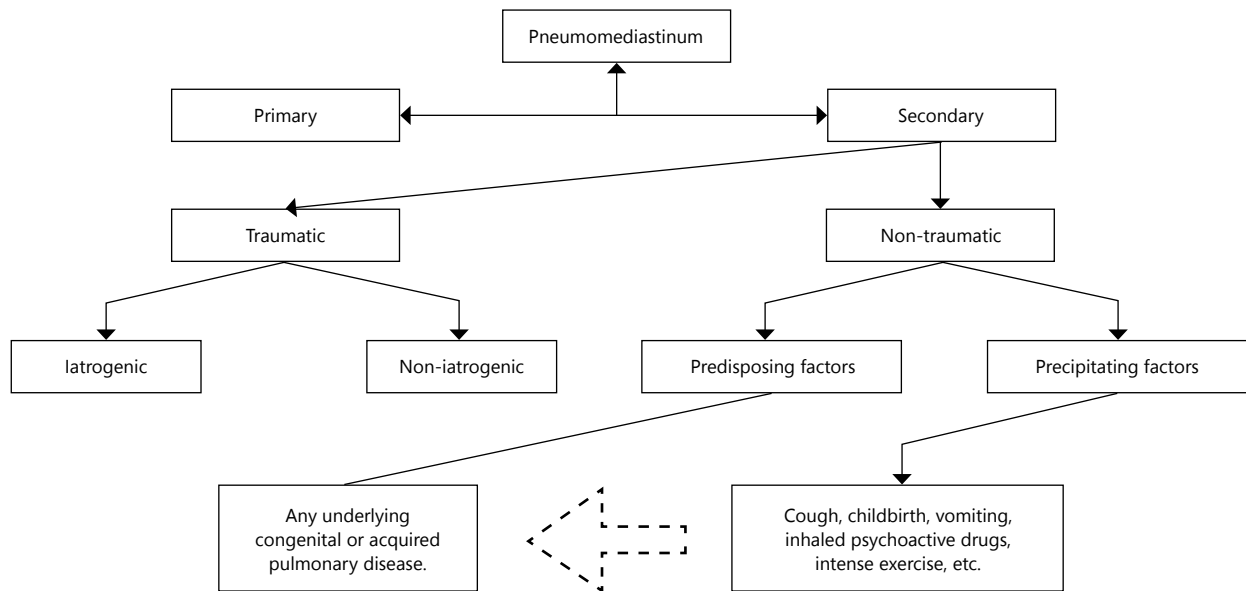 Pneumomediastinum
Primary
Secondary
Traumatic
Non-traumatic
Iatrogenic
Non-iatrogenic
Predisposing factors
Precipitating factors
Any underlying
congenital or acquired
pulmonary disease.
Cough, childbirth, vomiting,
inhaled psychoactive drugs,
intense exercise, etc.